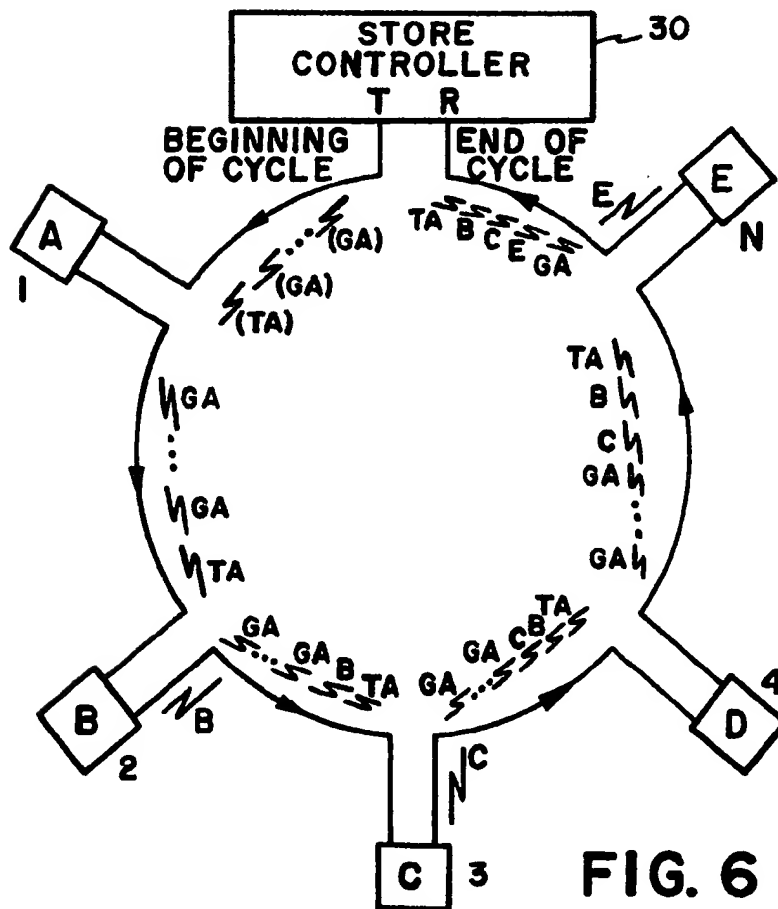 STORE
CONTROLLER
T R
30
BEGINNING
OF CYCLE
END OF
CYCLE
A
1
(GA)
(GA)
(TA)
TA B C E GA
E
E
N
GA
GA
TA
TA
B
C
GA
GA
GA GA B TA
GA GA C B TA
B
2
B
C
C
3
D
4
FIG. 6